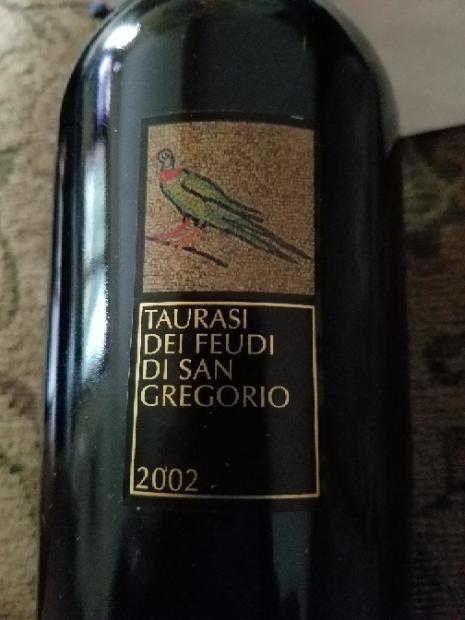 TAURASI
DEI FEUDI
DI SAN
GREGORIO
2002